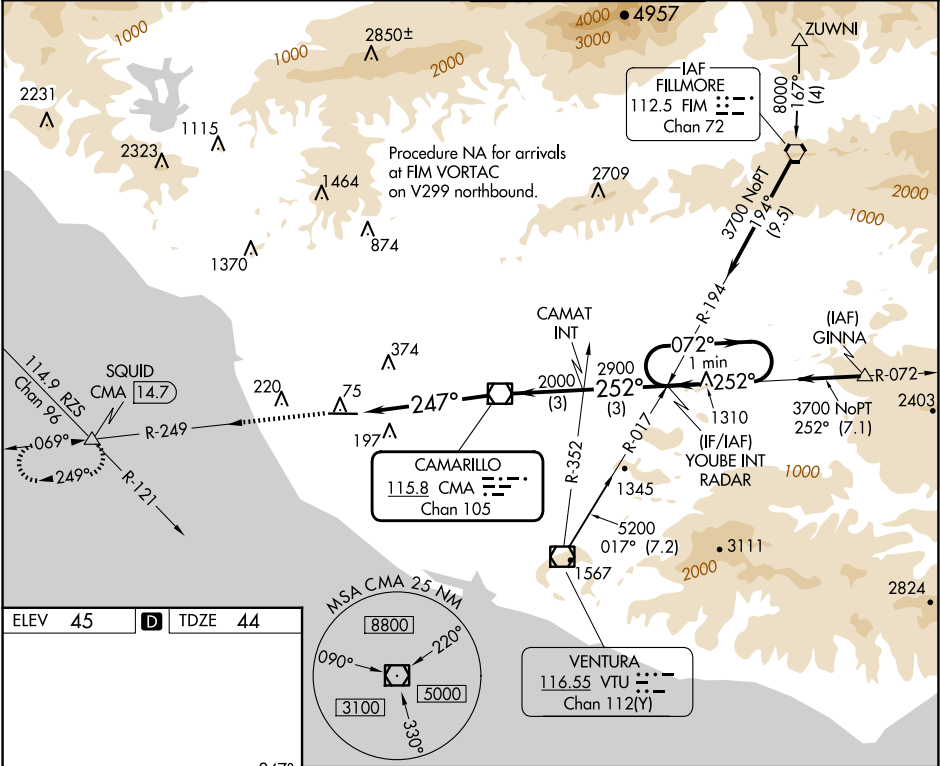 4000
4957
3000
1000
1000
2850±
2000
ZUWNI
8000
167°
(4)
IAF
FILLMORE
112.5 FIM
Chan 72
2231
1115
2323
Procedure NA for arrivals
at FIM VORTAC
on V299 northbound.
1464
2709
874
1370
3700 NoPT
194°
(9.5)
2000
1000
R-194
CAMAT
INT
(IAF)
GINNA
072°
1 min
114.9 RZS
Chan 96
SQUID
CMA 14.7
374
220
75
197
247°
2000
(3)
2900
252°
(3)
252°
1310
R-072
3700 NoPT
252° (7.1)
2403
(IF/IAF)
YOUBE INT
RADAR
R-249
069°
249°
R-121
CAMARILLO
115.8 CMA
Chan 105
R-352
R-017
1345
1000
5200
017° (7.2)
3111
2000
1567
2824
ELEV 45
D
TDZE 44
MSA CMA 25 NM
8800
220°
090°
3100
5000
330°
VENTURA
116.55 VTU
Chan 112(Y)